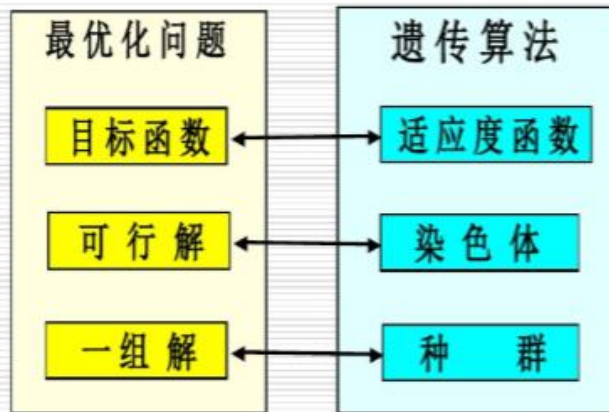 最优化问题
遗传算法
目标函数
适应度函数
可行解
染色体
一组解
种 群